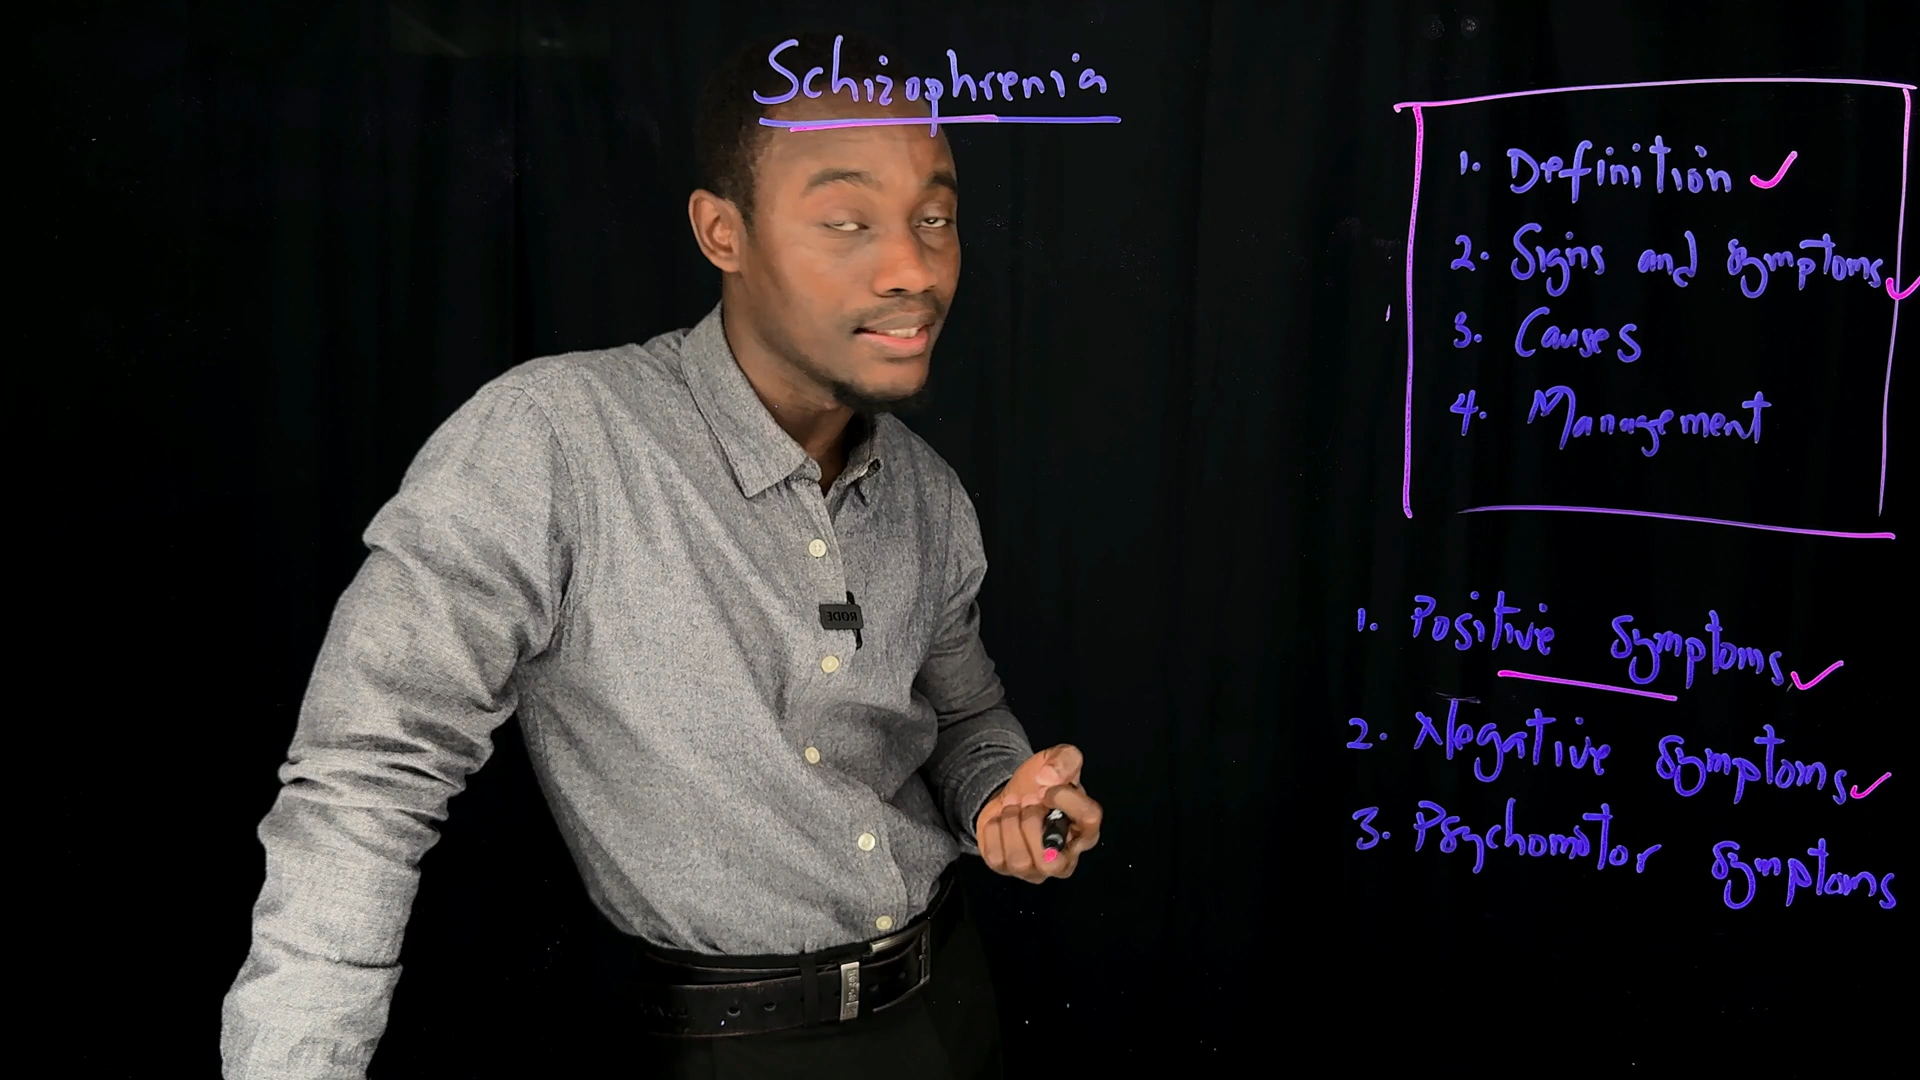 Schizophrenia
1. Definition ✓
2. Signs and symptoms ✓
3. Causes
4. Management
RODE
1. Positive symptoms ✓
2. Negative symptoms ✓
3. Psychomotor symptoms